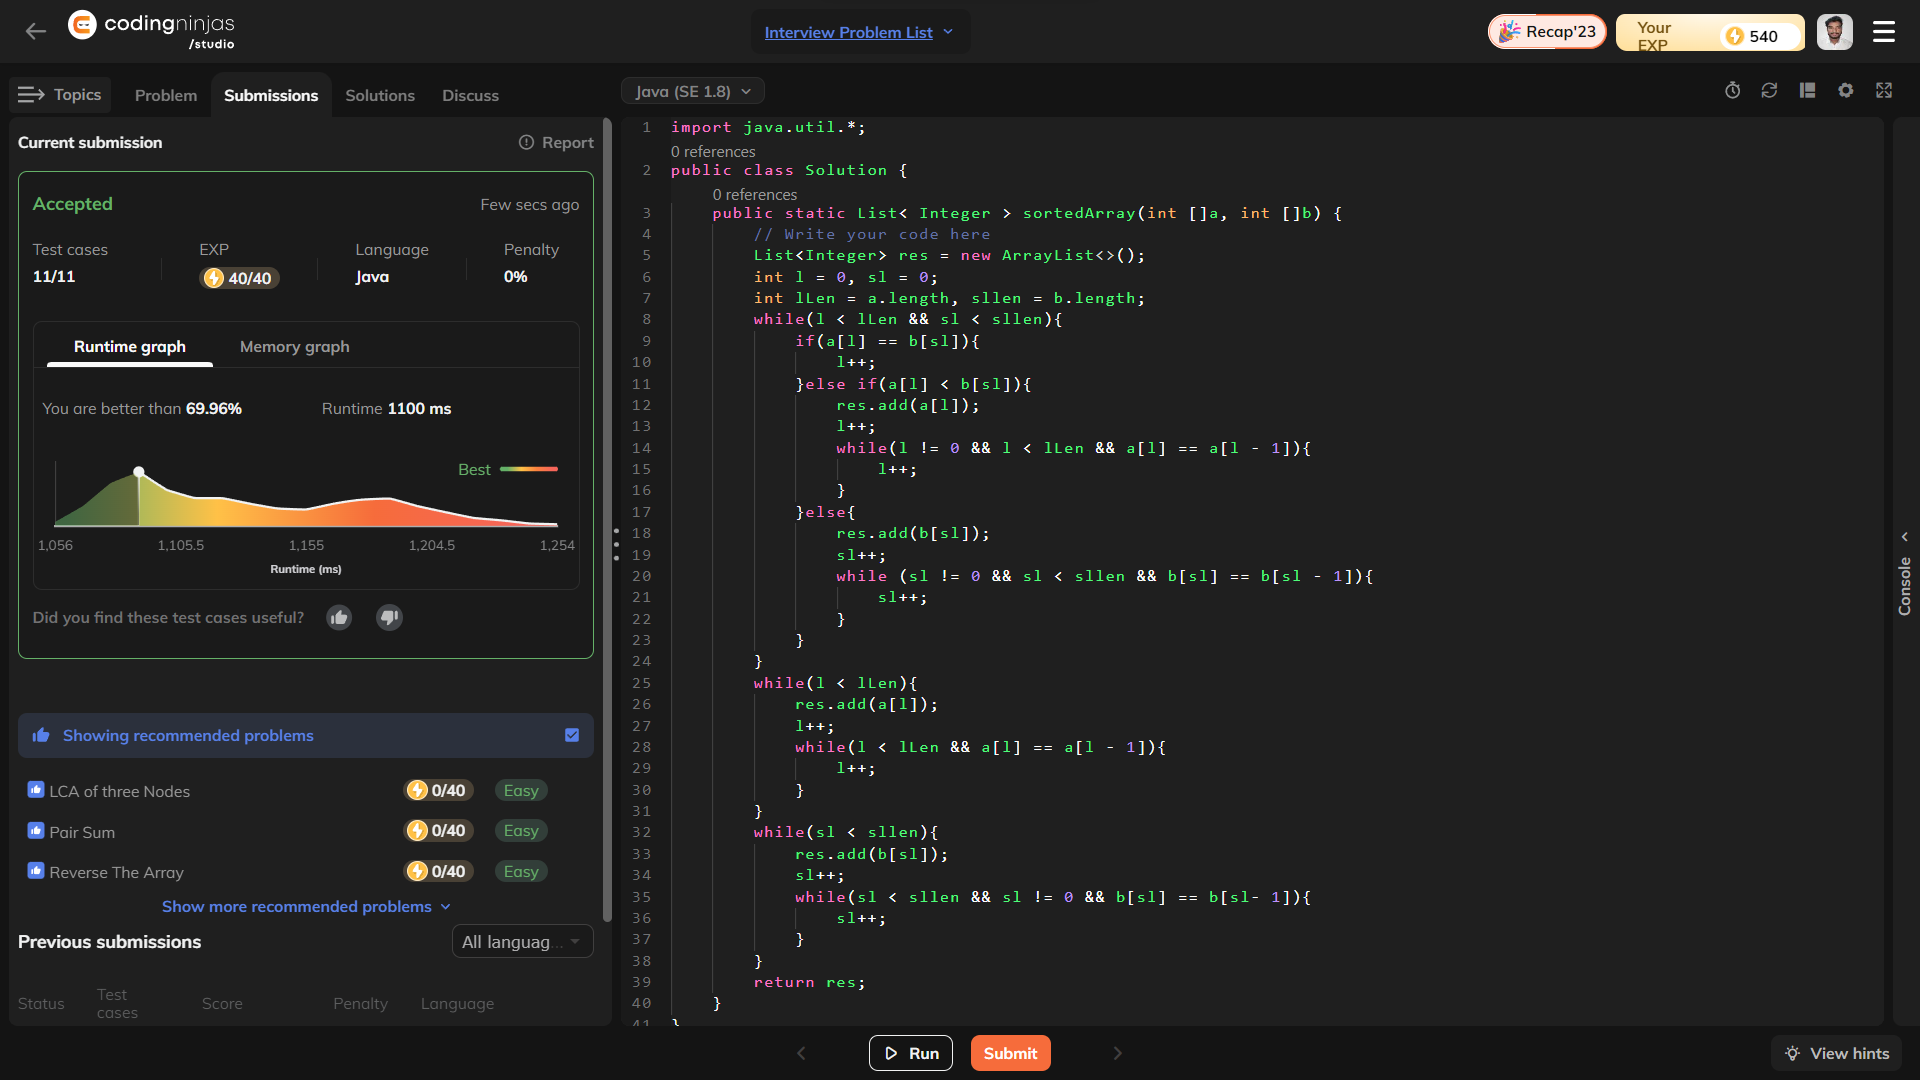 codingninjas
/studio
Interview Problem List
Recap'23
Your EXP
540
Topics
Problem
Submissions
Solutions
Discuss
Java (SE 1.8)
Current submission
Report
Accepted
Few secs ago
Test cases
EXP
Language
Penalty
11/11
40/40
Java
0%
Runtime graph
Memory graph
You are better than 69.96%
Runtime 1100 ms
Best
1,056
1,105.5
1,155
1,204.5
1,254
Runtime (ms)
Did you find these test cases useful?
Showing recommended problems
LCA of three Nodes
0/40
Easy
Pair Sum
0/40
Easy
Reverse The Array
0/40
Easy
Show more recommended problems
Previous submissions
All languag...
Status
Test cases
Score
Penalty
Language
1 import java.util.*;
0 references
2 public class Solution {
0 references
3 public static List< Integer > sortedArray(int []a, int []b) {
4 // Write your code here
5 List<Integer> res = new ArrayList<>();
6 int l = 0, sl = 0;
7 int lLen = a.length, sllen = b.length;
8 while(l < lLen && sl < sllen){
9 if(a[l] == b[sl]){
10 l++;
11 }else if(a[l] < b[sl]){
12 res.add(a[l]);
13 l++;
14 while(l != 0 && l < lLen && a[l] == a[l - 1]){
15 l++;
16 }
17 }else{
18 res.add(b[sl]);
19 sl++;
20 while (sl != 0 && sl < sllen && b[sl] == b[sl - 1]){
21 sl++;
22 }
23 }
24 }
25 while(l < lLen){
26 res.add(a[l]);
27 l++;
28 while(l < lLen && a[l] == a[l - 1]){
29 l++;
30 }
31 }
32 while(sl < sllen){
33 res.add(b[sl]);
34 sl++;
35 while(sl < sllen && sl != 0 && b[sl] == b[sl- 1]){
36 sl++;
37 }
38 }
39 return res;
40 }
41 }
Console
Run
Submit
View hints